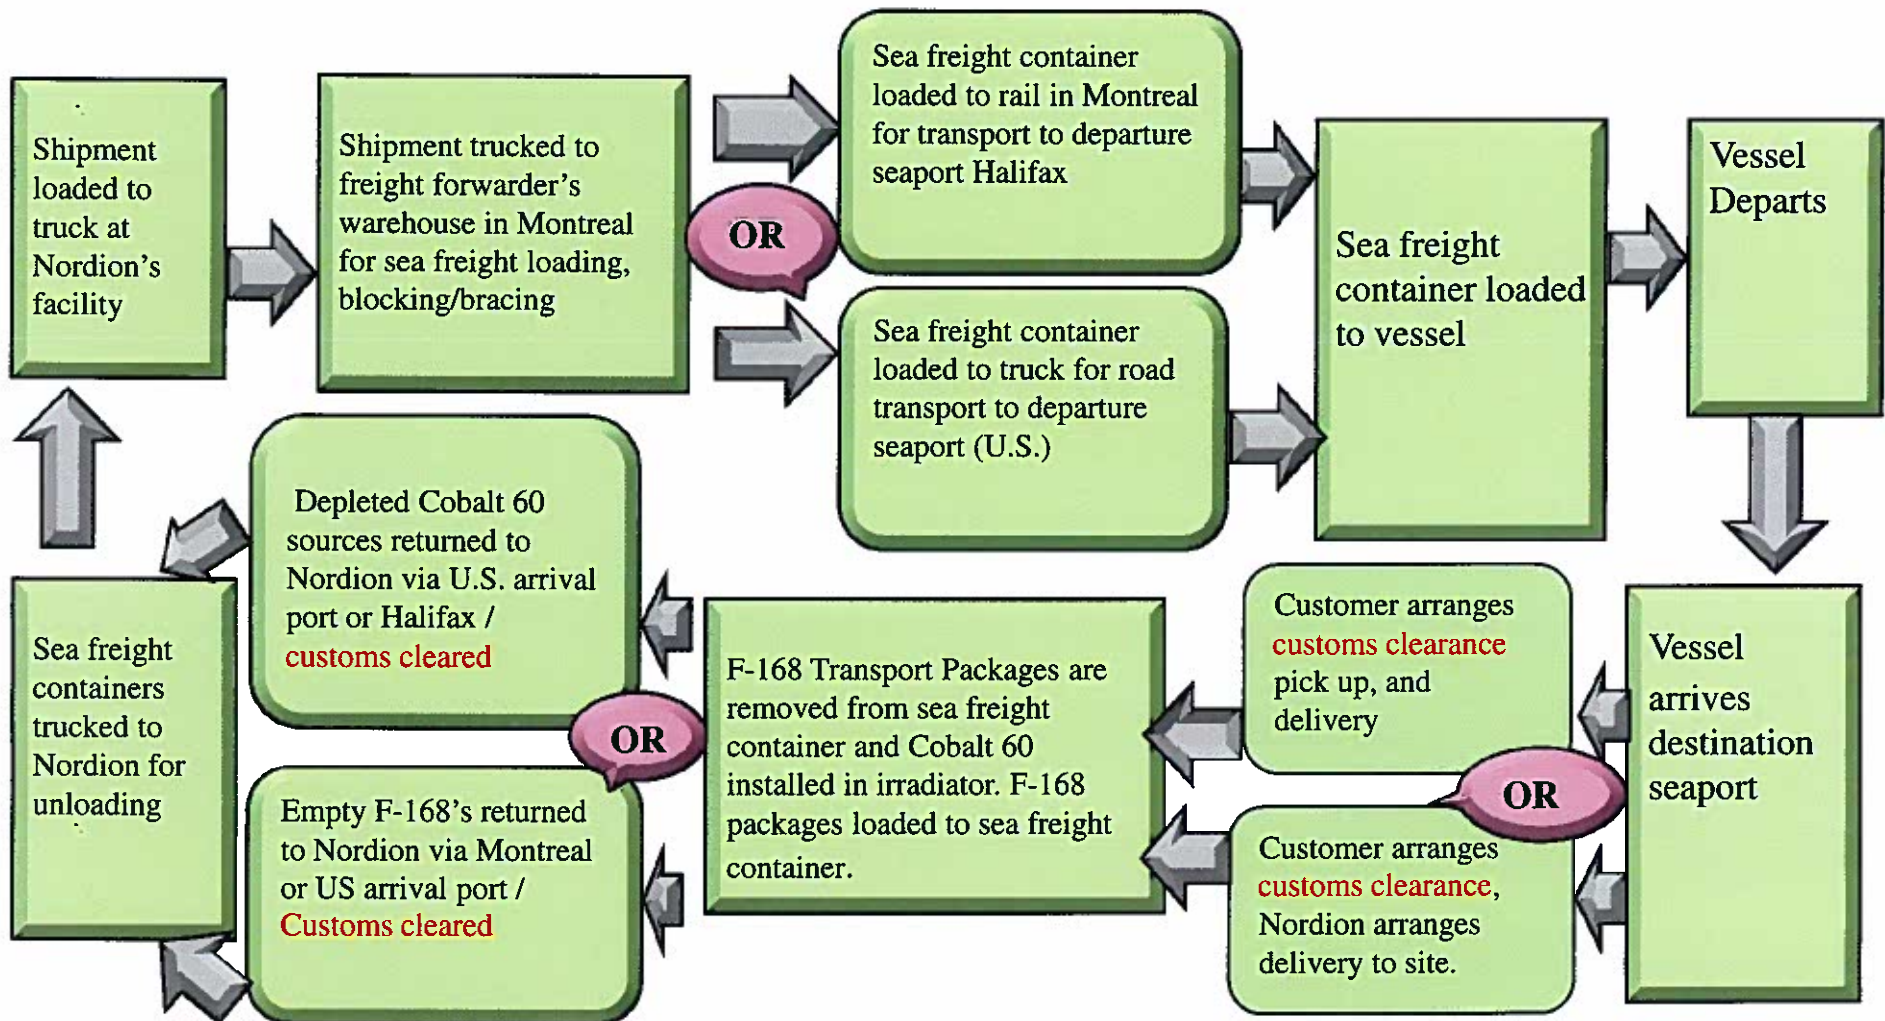 Shipment
loaded to
truck at
Nordion's
facility
Shipment trucked to
freight forwarder's
warehouse in Montreal
for sea freight loading,
blocking/bracing
OR
Sea freight container
loaded to rail in Montreal
for transport to departure
seaport Halifax
Sea freight container
loaded to truck for road
transport to departure
seaport (U.S.)
Sea freight
container loaded
to vessel
Vessel
Departs
Vessel
arrives
destination
seaport
OR
Customer arranges
customs clearance
pick up, and
delivery
Customer arranges
customs clearance,
Nordion arranges
delivery to site.
F-168 Transport Packages are
removed from sea freight
container and Cobalt 60
installed in irradiator. F-168
packages loaded to sea freight
container.
OR
Depleted Cobalt 60
sources returned to
Nordion via U.S. arrival
port or Halifax /
customs cleared
Empty F-168's returned
to Nordion via Montreal
or US arrival port /
Customs cleared
Sea freight
containers
trucked to
Nordion for
unloading